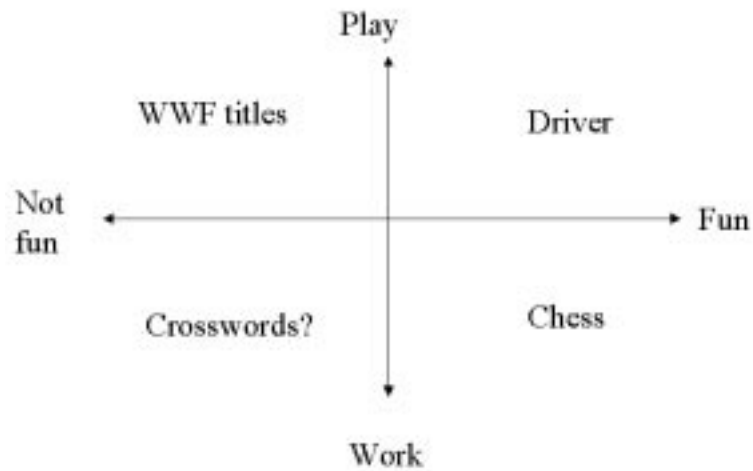 Play
WWF titles
Driver
Not
fun
Fun
Crosswords?
Chess
Work